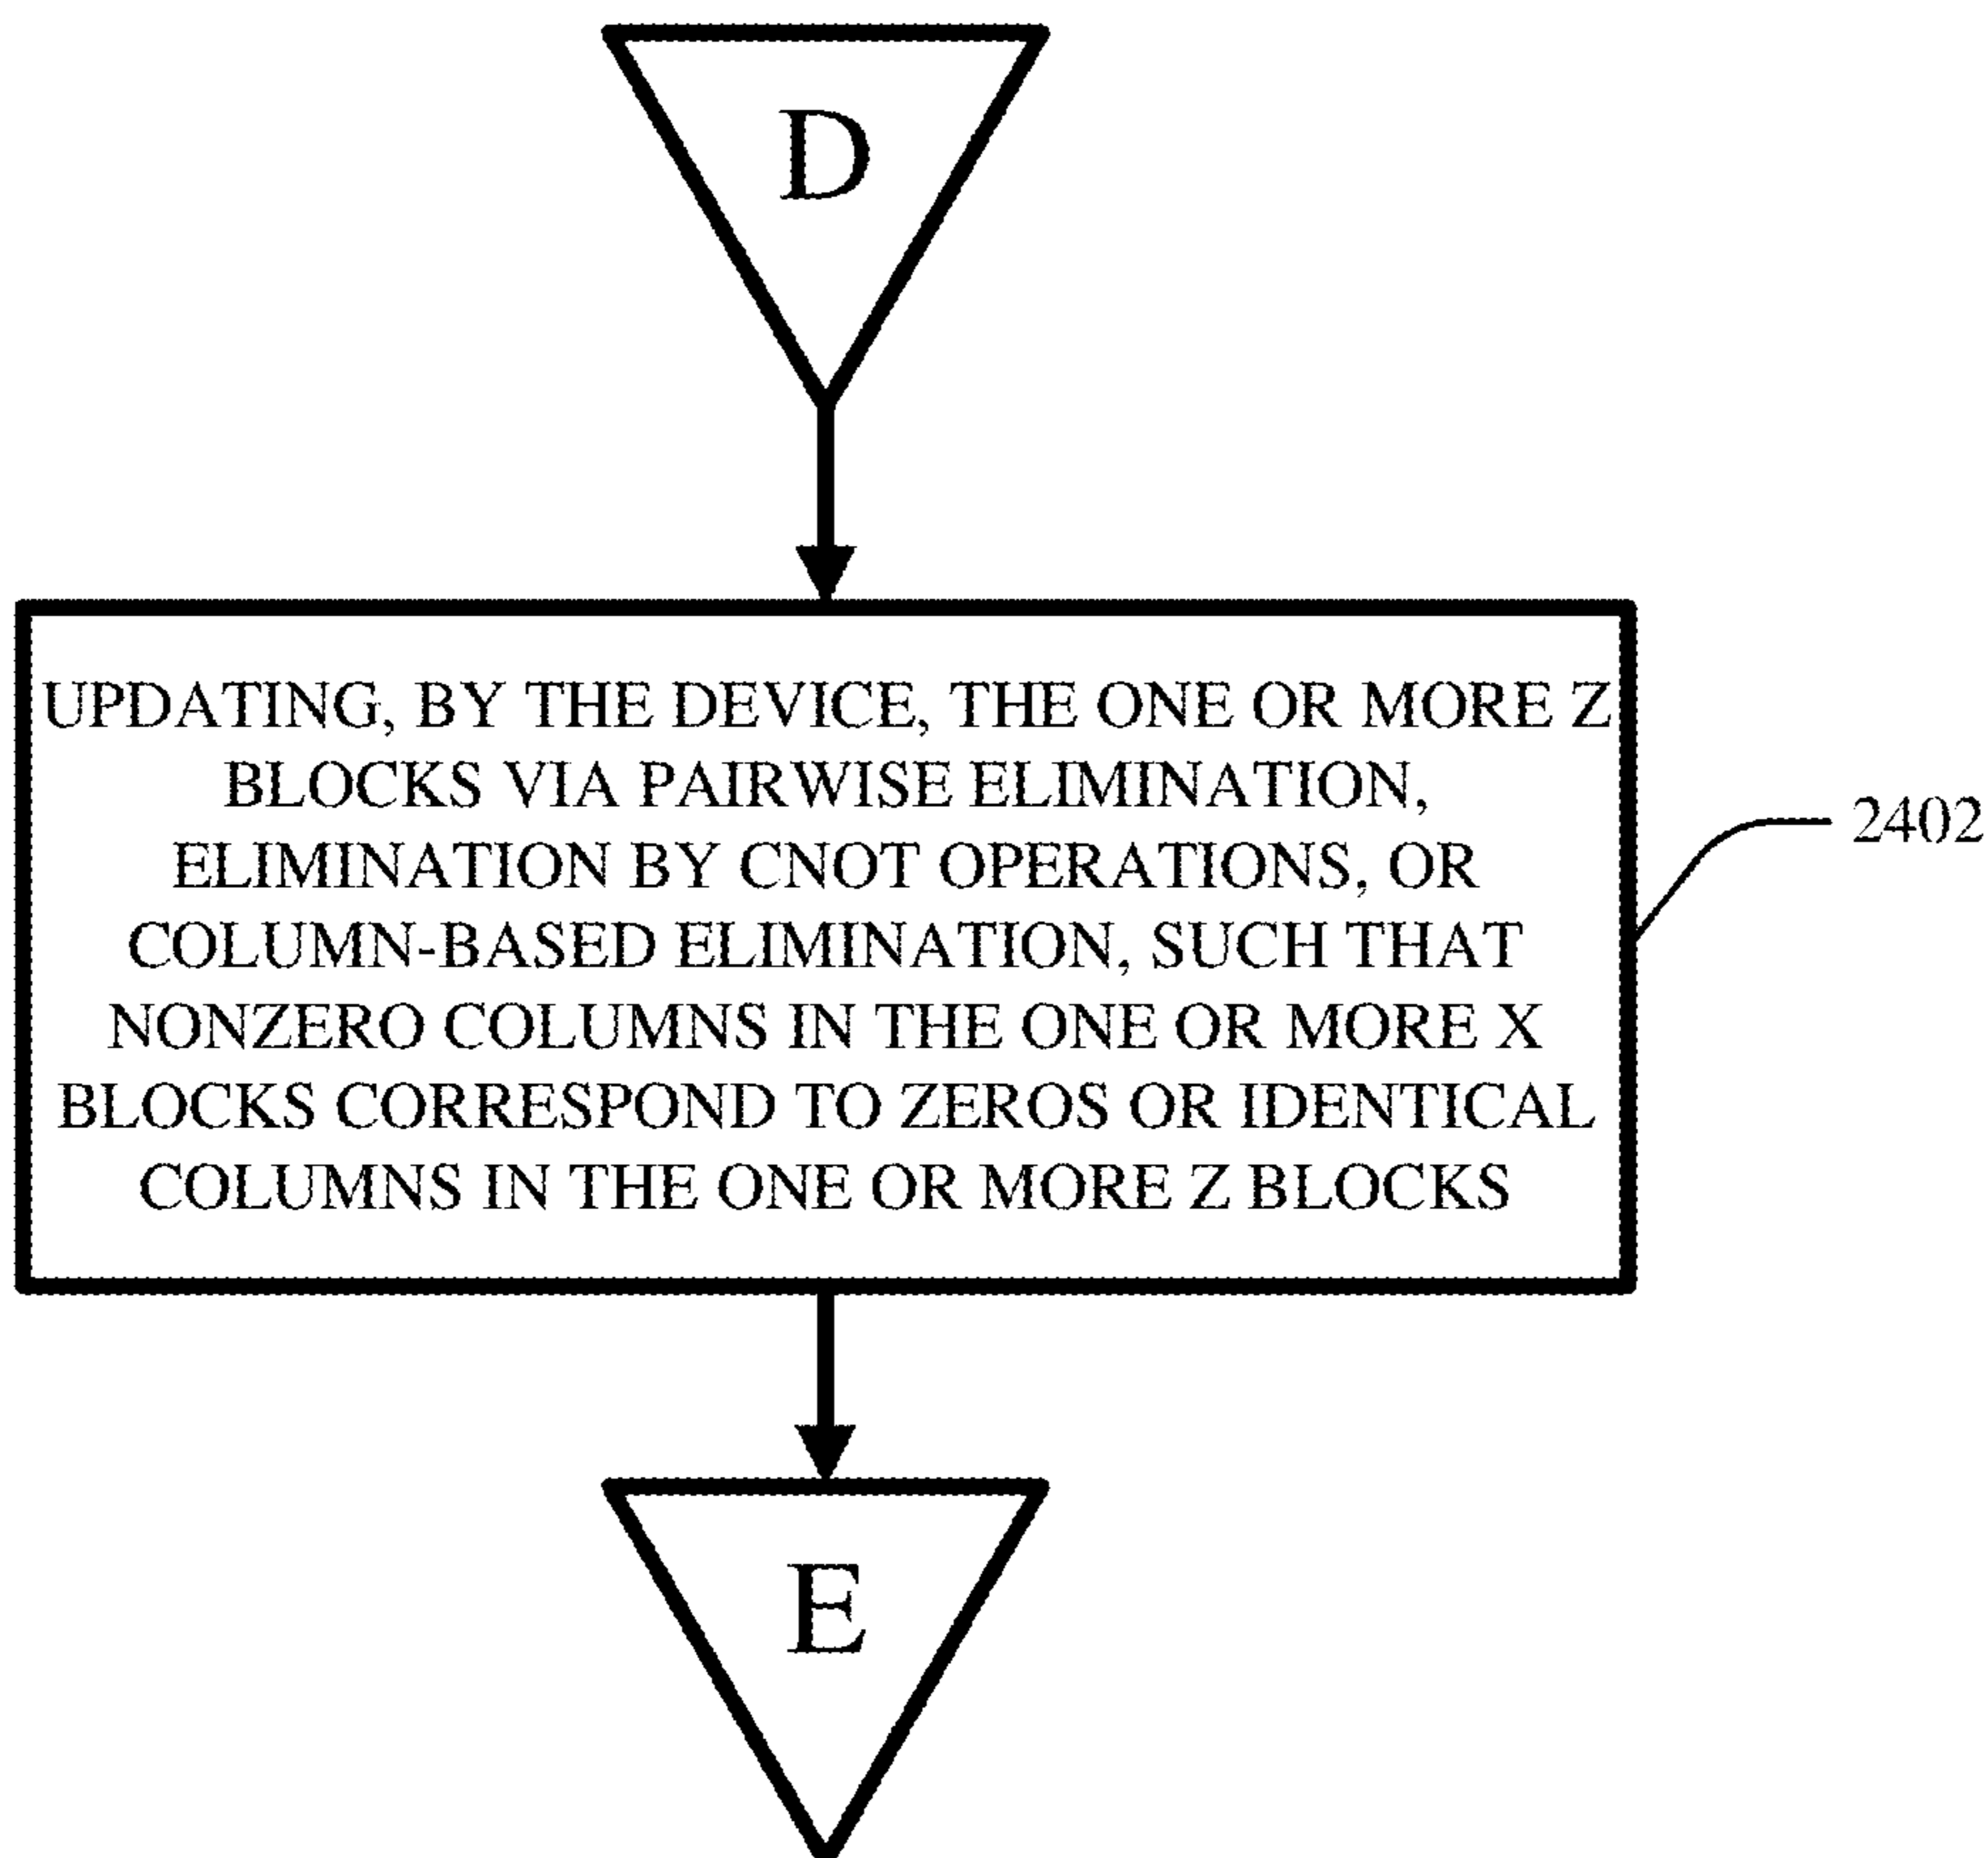 D
UPDATING, BY THE DEVICE, THE ONE OR MORE Z
BLOCKS VIA PAIRWISE ELIMINATION,
ELIMINATION BY CNOT OPERATIONS, OR
COLUMN-BASED ELIMINATION, SUCH THAT
NONZERO COLUMNS IN THE ONE OR MORE X
BLOCKS CORRESPOND TO ZEROS OR IDENTICAL
COLUMNS IN THE ONE OR MORE Z BLOCKS
2402
E